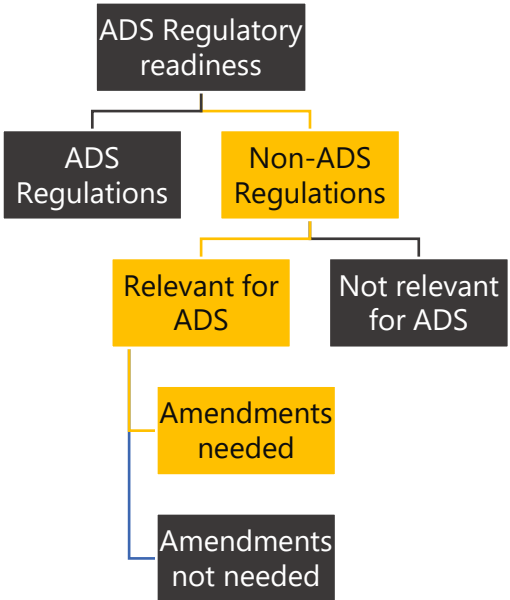 ADS Regulatory
readiness
ADS
Regulations
Non-ADS
Regulations
Relevant for
ADS
Not relevant
for ADS
Amendments
needed
Amendments
not needed